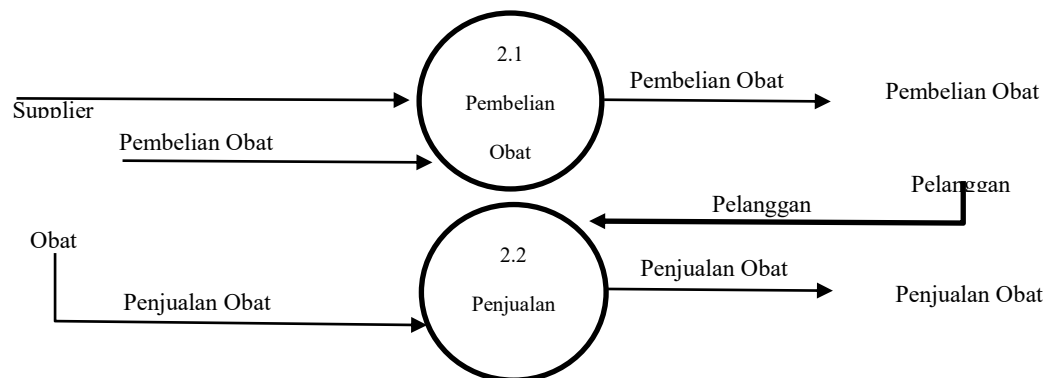 2.1
Pembelian Obat
Pembelian Obat
Pembelian
Supplier
Pembelian Obat
Obat
Pelanggan
Pelanggan
Obat
2.2
Penjualan Obat
Penjualan Obat
Penjualan Obat
Penjualan